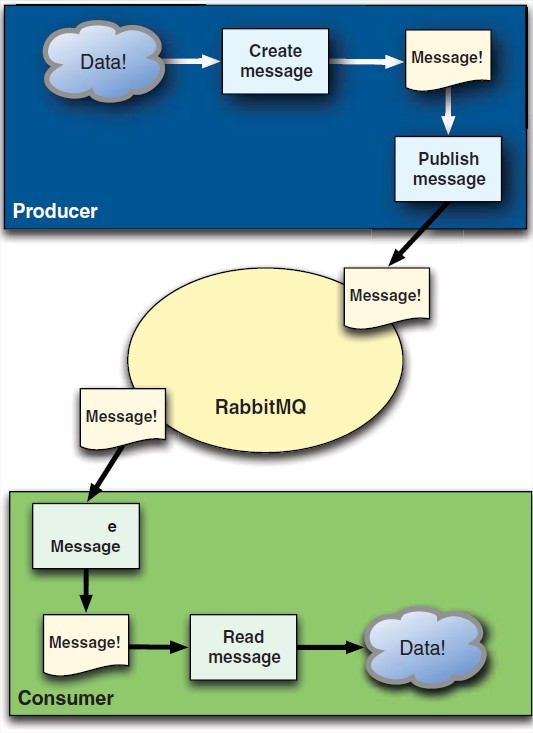 Data!
Create
message
Message!
Publish
message
Producer
Message!
RabbitMQ
Message!
e
Message
Message!
Read
message
Data!
Consumer